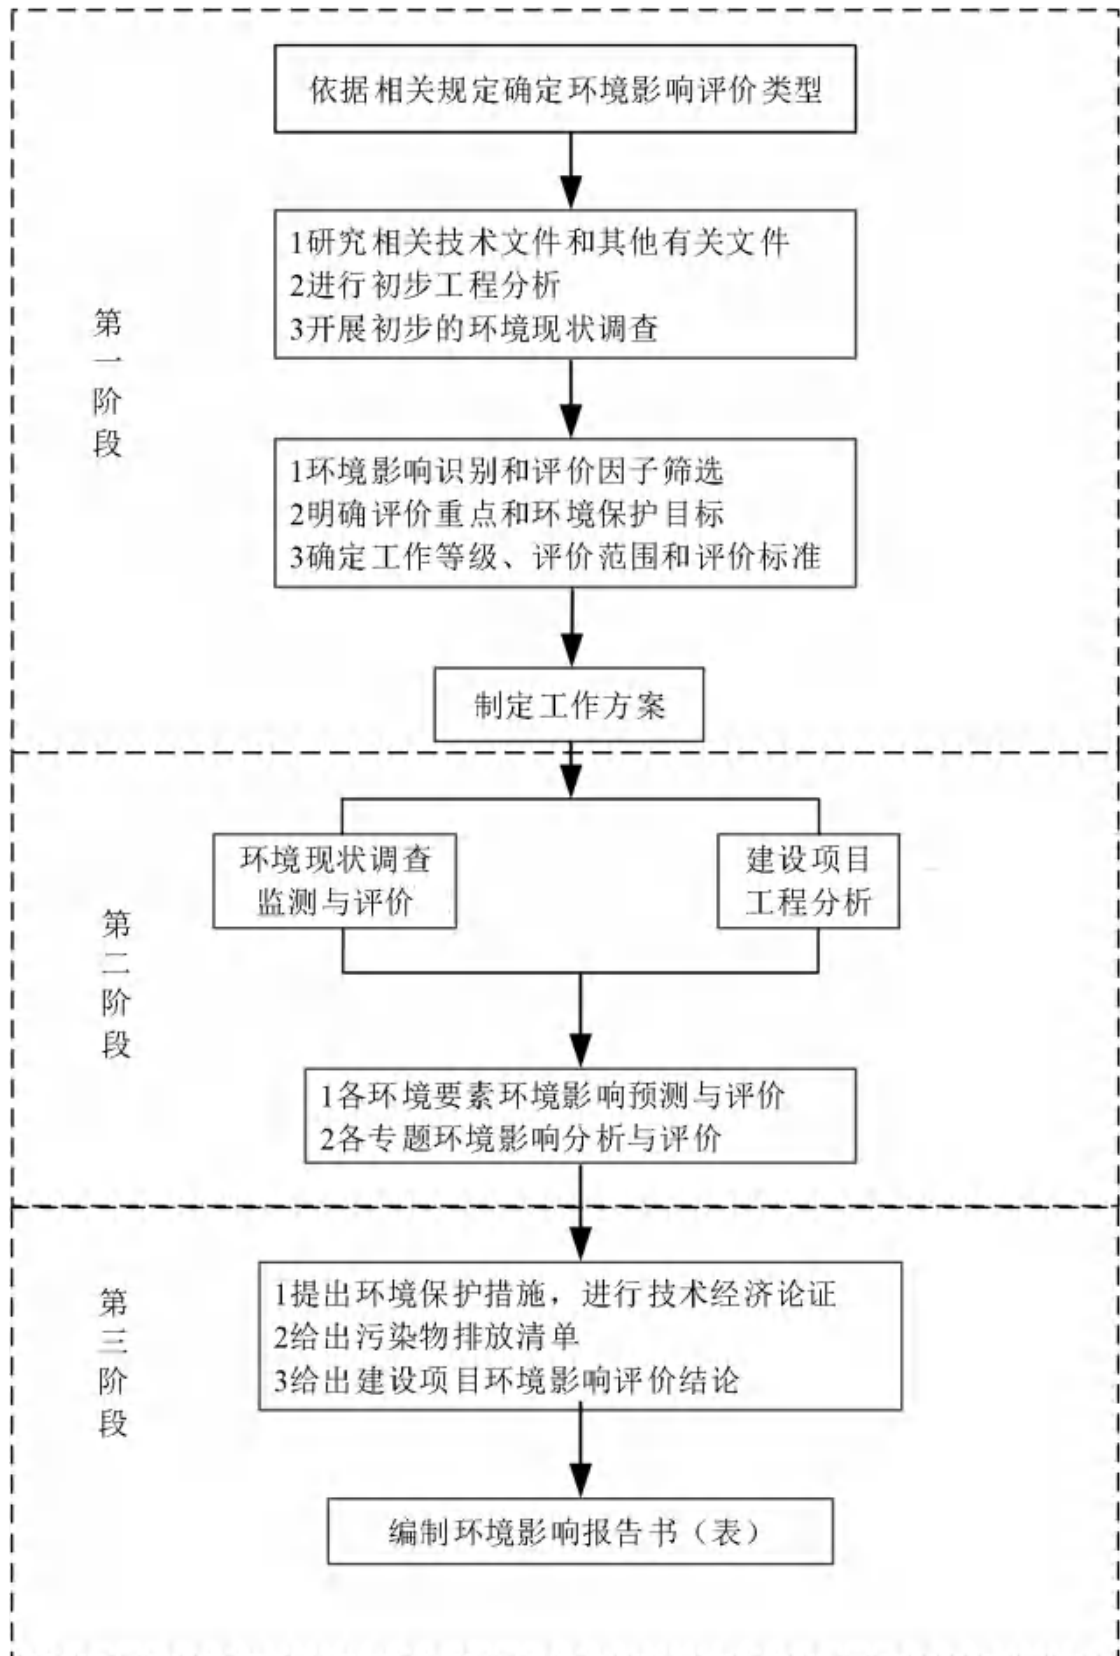 依据相关规定确定环境影响评价类型
1研究相关技术文件和其他有关文件
2进行初步工程分析
3开展初步的环境现状调查
第一阶段
1环境影响识别和评价因子筛选
2明确评价重点和环境保护目标
3确定工作等级、评价范围和评价标准
制定工作方案
环境现状调查
监测与评价
建设项目
工程分析
第二阶段
1各环境要素环境影响预测与评价
2各专题环境影响分析与评价
第三阶段
1提出环境保护措施，进行技术经济论证
2给出污染物排放清单
3给出建设项目环境影响评价结论
编制环境影响报告书（表）